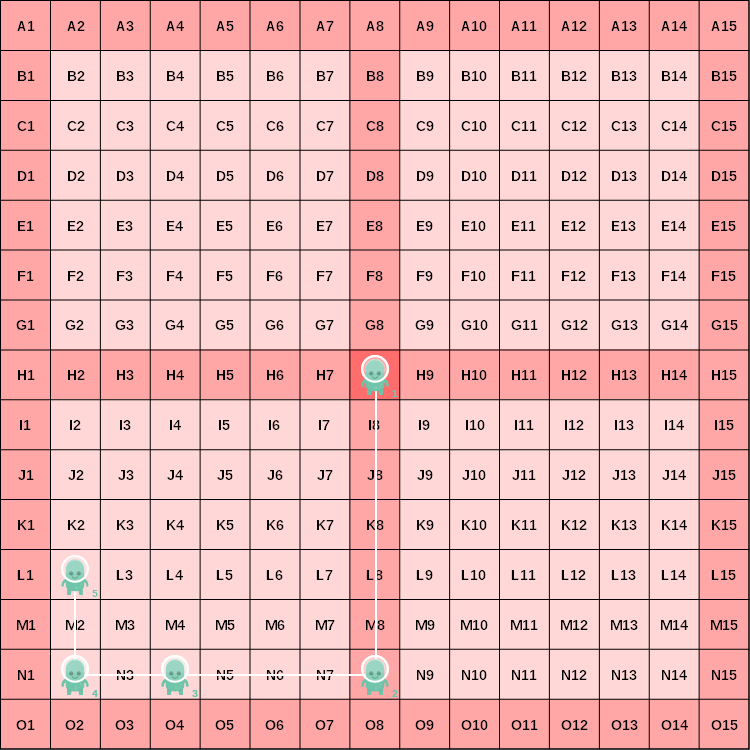 A1 A2 A3 A4 A5 A6 A7 A8 A9 A10 A11 A12 A13 A14 A15
B1 B2 B3 B4 B5 B6 B7 B8 B9 B10 B11 B12 B13 B14 B15
C1 C2 C3 C4 C5 C6 C7 C8 C9 C10 C11 C12 C13 C14 C15
D1 D2 D3 D4 D5 D6 D7 D8 D9 D10 D11 D12 D13 D14 D15
E1 E2 E3 E4 E5 E6 E7 E8 E9 E10 E11 E12 E13 E14 E15
F1 F2 F3 F4 F5 F6 F7 F8 F9 F10 F11 F12 F13 F14 F15
G1 G2 G3 G4 G5 G6 G7 G8 G9 G10 G11 G12 G13 G14 G15
H1 H2 H3 H4 H5 H6 H7 1 H9 H10 H11 H12 H13 H14 H15
I1 I2 I3 I4 I5 I6 I7 I8 I9 I10 I11 I12 I13 I14 I15
J1 J2 J3 J4 J5 J6 J7 J8 J9 J10 J11 J12 J13 J14 J15
K1 K2 K3 K4 K5 K6 K7 K8 K9 K10 K11 K12 K13 K14 K15
L1 5 L3 L4 L5 L6 L7 L8 L9 L10 L11 L12 L13 L14 L15
M1 M2 M3 M4 M5 M6 M7 M8 M9 M10 M11 M12 M13 M14 M15
N1 4 N3 3 N5 N6 N7 2 N9 N10 N11 N12 N13 N14 N15
O1 O2 O3 O4 O5 O6 O7 O8 O9 O10 O11 O12 O13 O14 O15